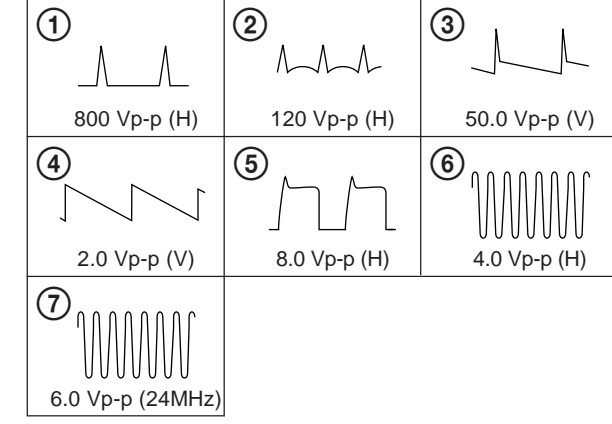 ① ② ③
800 Vp-p (H) 120 Vp-p (H) 50.0 Vp-p (V)
④ ⑤ ⑥
2.0 Vp-p (V) 8.0 Vp-p (H) 4.0 Vp-p (H)
⑦
6.0 Vp-p (24MHz)